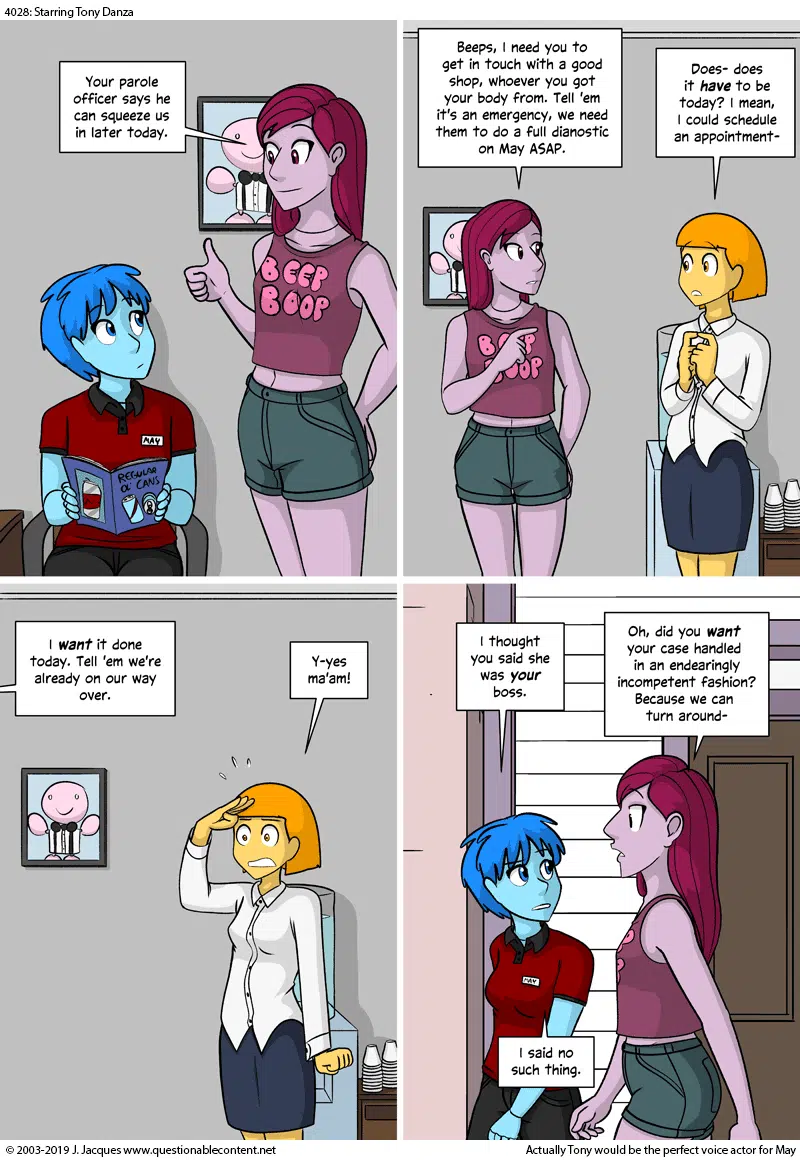 4028: Starring Tony Danza
Your parole
officer says he
can squeeze us
in later today.
BEEP
BOOP
MAY
REGULAR
OL' CANS
Beeps, I need you to
get in touch with a good
shop, whoever you got
your body from. Tell 'em
it's an emergency, we need
them to do a full dianostic
on May ASAP.
Does- does
it have to be
today? I mean,
I could schedule
an appointment-
BEEP
BOOP
I want it done
today. Tell 'em we're
already on our way
over.
Y-yes
ma'am!
I thought
you said she
was your
boss.
Oh, did you want
your case handled
in an endearingly
incompetent fashion?
Because we can
turn around-
MAY
I said no
such thing.
© 2003-2019 J. Jacques www.questionablecontent.net
Actually Tony would be the perfect voice actor for May